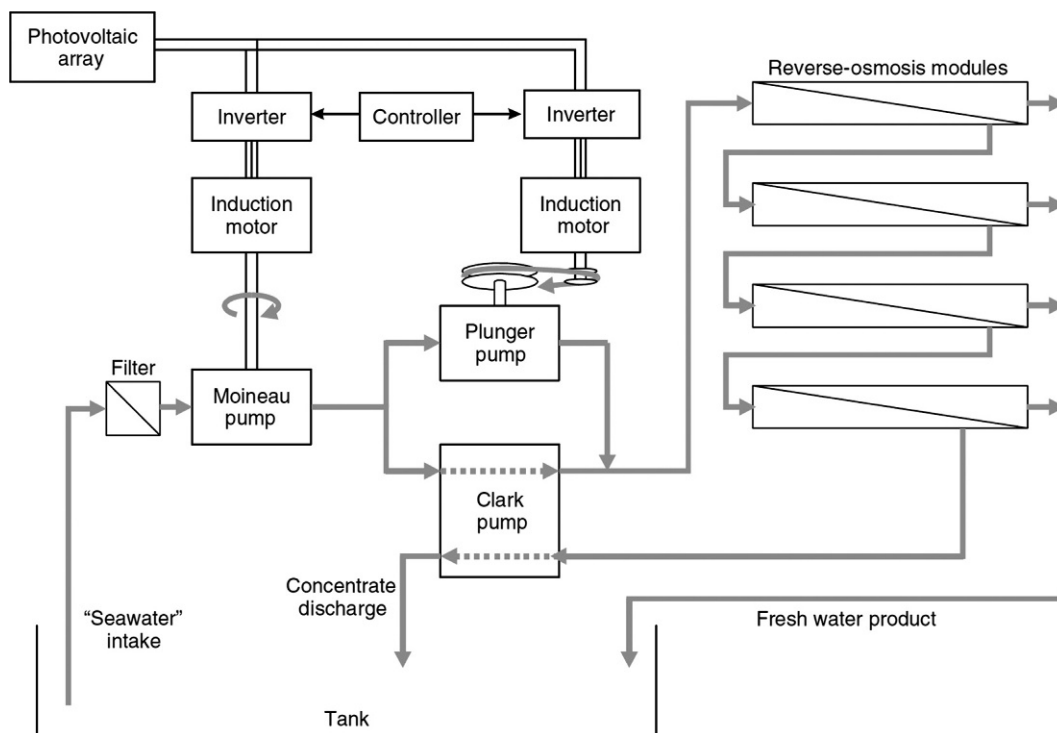 Photovoltaic
array
Reverse-osmosis modules
Inverter
Controller
Inverter
Induction
motor
Induction
motor
Plunger
pump
Filter
Moineau
pump
Clark
pump
Concentrate
discharge
“Seawater”
intake
Fresh water product
Tank